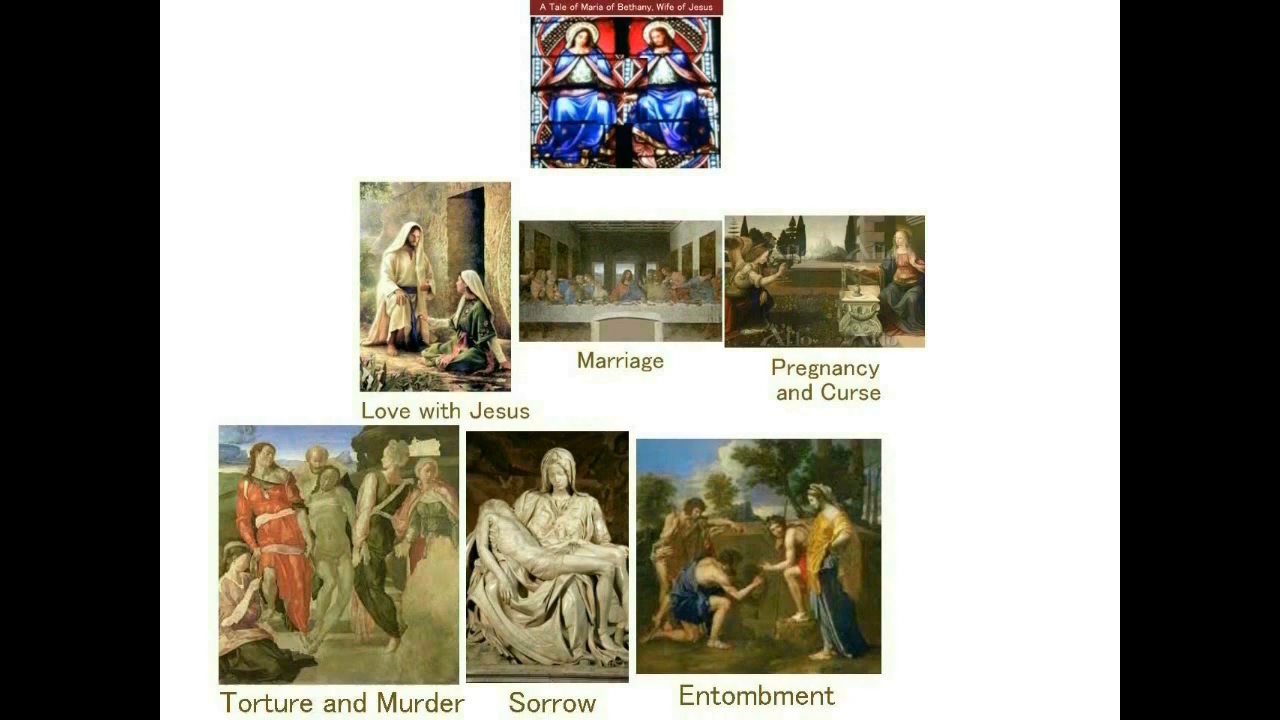 A Tale of Maria of Bethany, Wife of Jesus
Love with Jesus
Marriage
Pregnancy
and Curse
Torture and Murder
Sorrow
Entombment